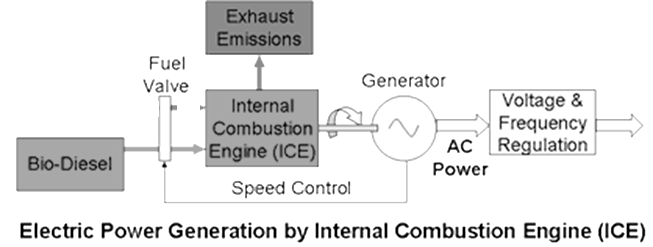 Exhaust
Emissions
Fuel
Valve
Generator
Internal
Combustion
Engine (ICE)
Voltage &
Frequency
Regulation
Bio-Diesel
AC
Power
Speed Control
Electric Power Generation by Internal Combustion Engine (ICE)